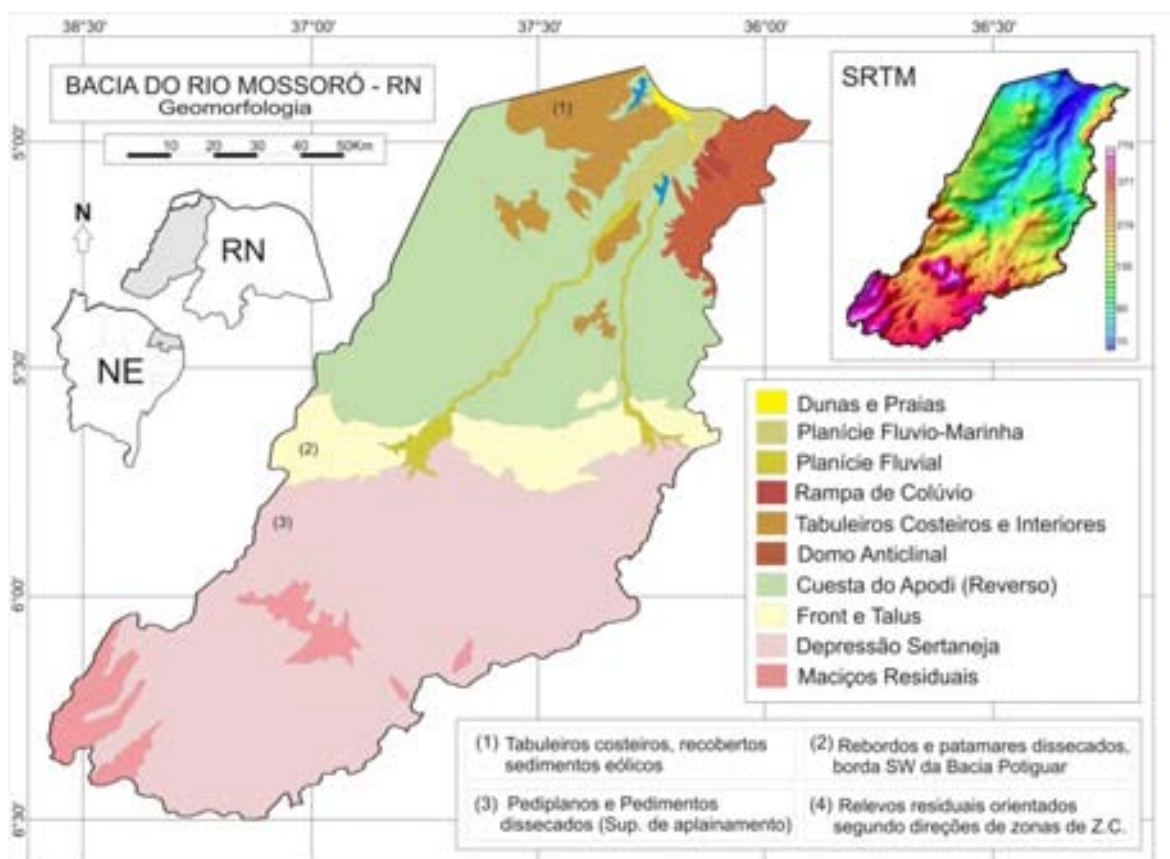 38°30'
37°00'
37°30'
36°00'
36°30'
BACIA DO RIO MOSSORÓ - RN
Geomorfologia
10 20 30 40 50Km
5°00'
5°30'
6°00'
6°30'
N
RN
NE
(1)
(2)
(3)
SRTM
Dunas e Praias
Planície Fluvio-Marinha
Planície Fluvial
Rampa de Colúvio
Tabuleiros Costeiros e Interiores
Domo Anticlinal
Cuesta do Apodi (Reverso)
Front e Talus
Depressão Sertaneja
Maciços Residuais
(1) Tabuleiros costeiros, recobertos
sedimentos eólicos
(2) Rebordos e patamares dissecados,
borda SW da Bacia Potiguar
(3) Pediplanos e Pedimentos
dissecados (Sup. de aplainamento)
(4) Relevos residuais orientados
segundo direções de zonas de Z.C.